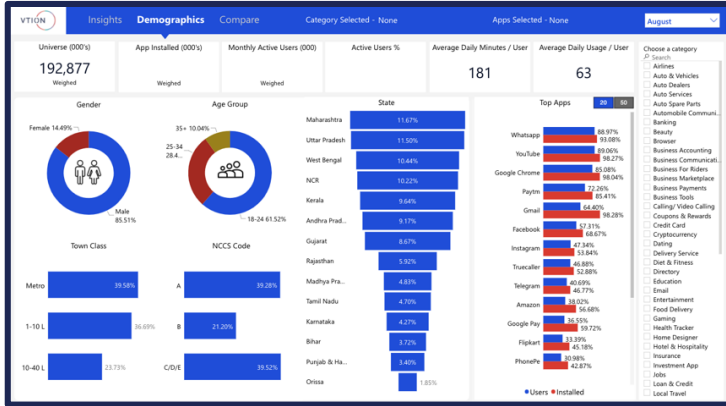 VTION
Insights Demographics Compare
Category Selected - None
Apps Selected - None
August
Universe (000's)
192,877
Weighed
App Installed (000's)
Weighed
Monthly Active Users (000)
Weighed
Active Users %
Average Daily Minutes / User
181
Average Daily Usage / User
63
Gender
Female 14.49%
Male
85.51%
Age Group
35+ 10.04%
25-34
28.4...
18-24 61.52%
Town Class
Metro 39.58%
1-10 L 36.69%
10-40 L 23.73%
NCCS Code
A 39.28%
B 21.20%
C/D/E 39.52%
State
Maharashtra 11.67%
Uttar Pradesh 11.50%
West Bengal 10.44%
NCR 10.22%
Kerala 9.64%
Andhra Prad... 9.17%
Gujarat 8.67%
Rajasthan 5.92%
Madhya Pra... 4.83%
Tamil Nadu 4.70%
Karnataka 4.27%
Bihar 3.72%
Punjab & Ha... 3.40%
Orissa 1.85%
Top Apps
20 50
Whatsapp 88.97% 93.08%
YouTube 89.06% 98.27%
Google Chrome 85.08% 98.04%
Paytm 72.26% 85.41%
Gmail 64.40% 98.28%
Facebook 57.31% 68.67%
Instagram 47.34% 53.84%
Truecaller 46.88% 52.88%
Telegram 40.69% 46.77%
Amazon 38.02% 56.68%
Google Pay 36.55% 59.72%
Flipkart 33.39% 45.18%
PhonePe 30.98% 42.87%
Users Installed
Choose a category
Search
Airlines
Auto & Vehicles
Auto Dealers
Auto Services
Auto Spare Parts
Automobile Communi...
Banking
Beauty
Browser
Business Accounting
Business Communicati...
Business For Riders
Business Marketplace
Business Payments
Business Tools
Calling/ Video Calling
Coupons & Rewards
Credit Card
Cryptocurrency
Dating
Delivery Service
Diet & Fitness
Directory
Education
Email
Entertainment
Food Delivery
Gaming
Health Tracker
Home Designer
Hotel & Hospitality
Insurance
Investment App
Jobs
Loan & Credit
Local Travel